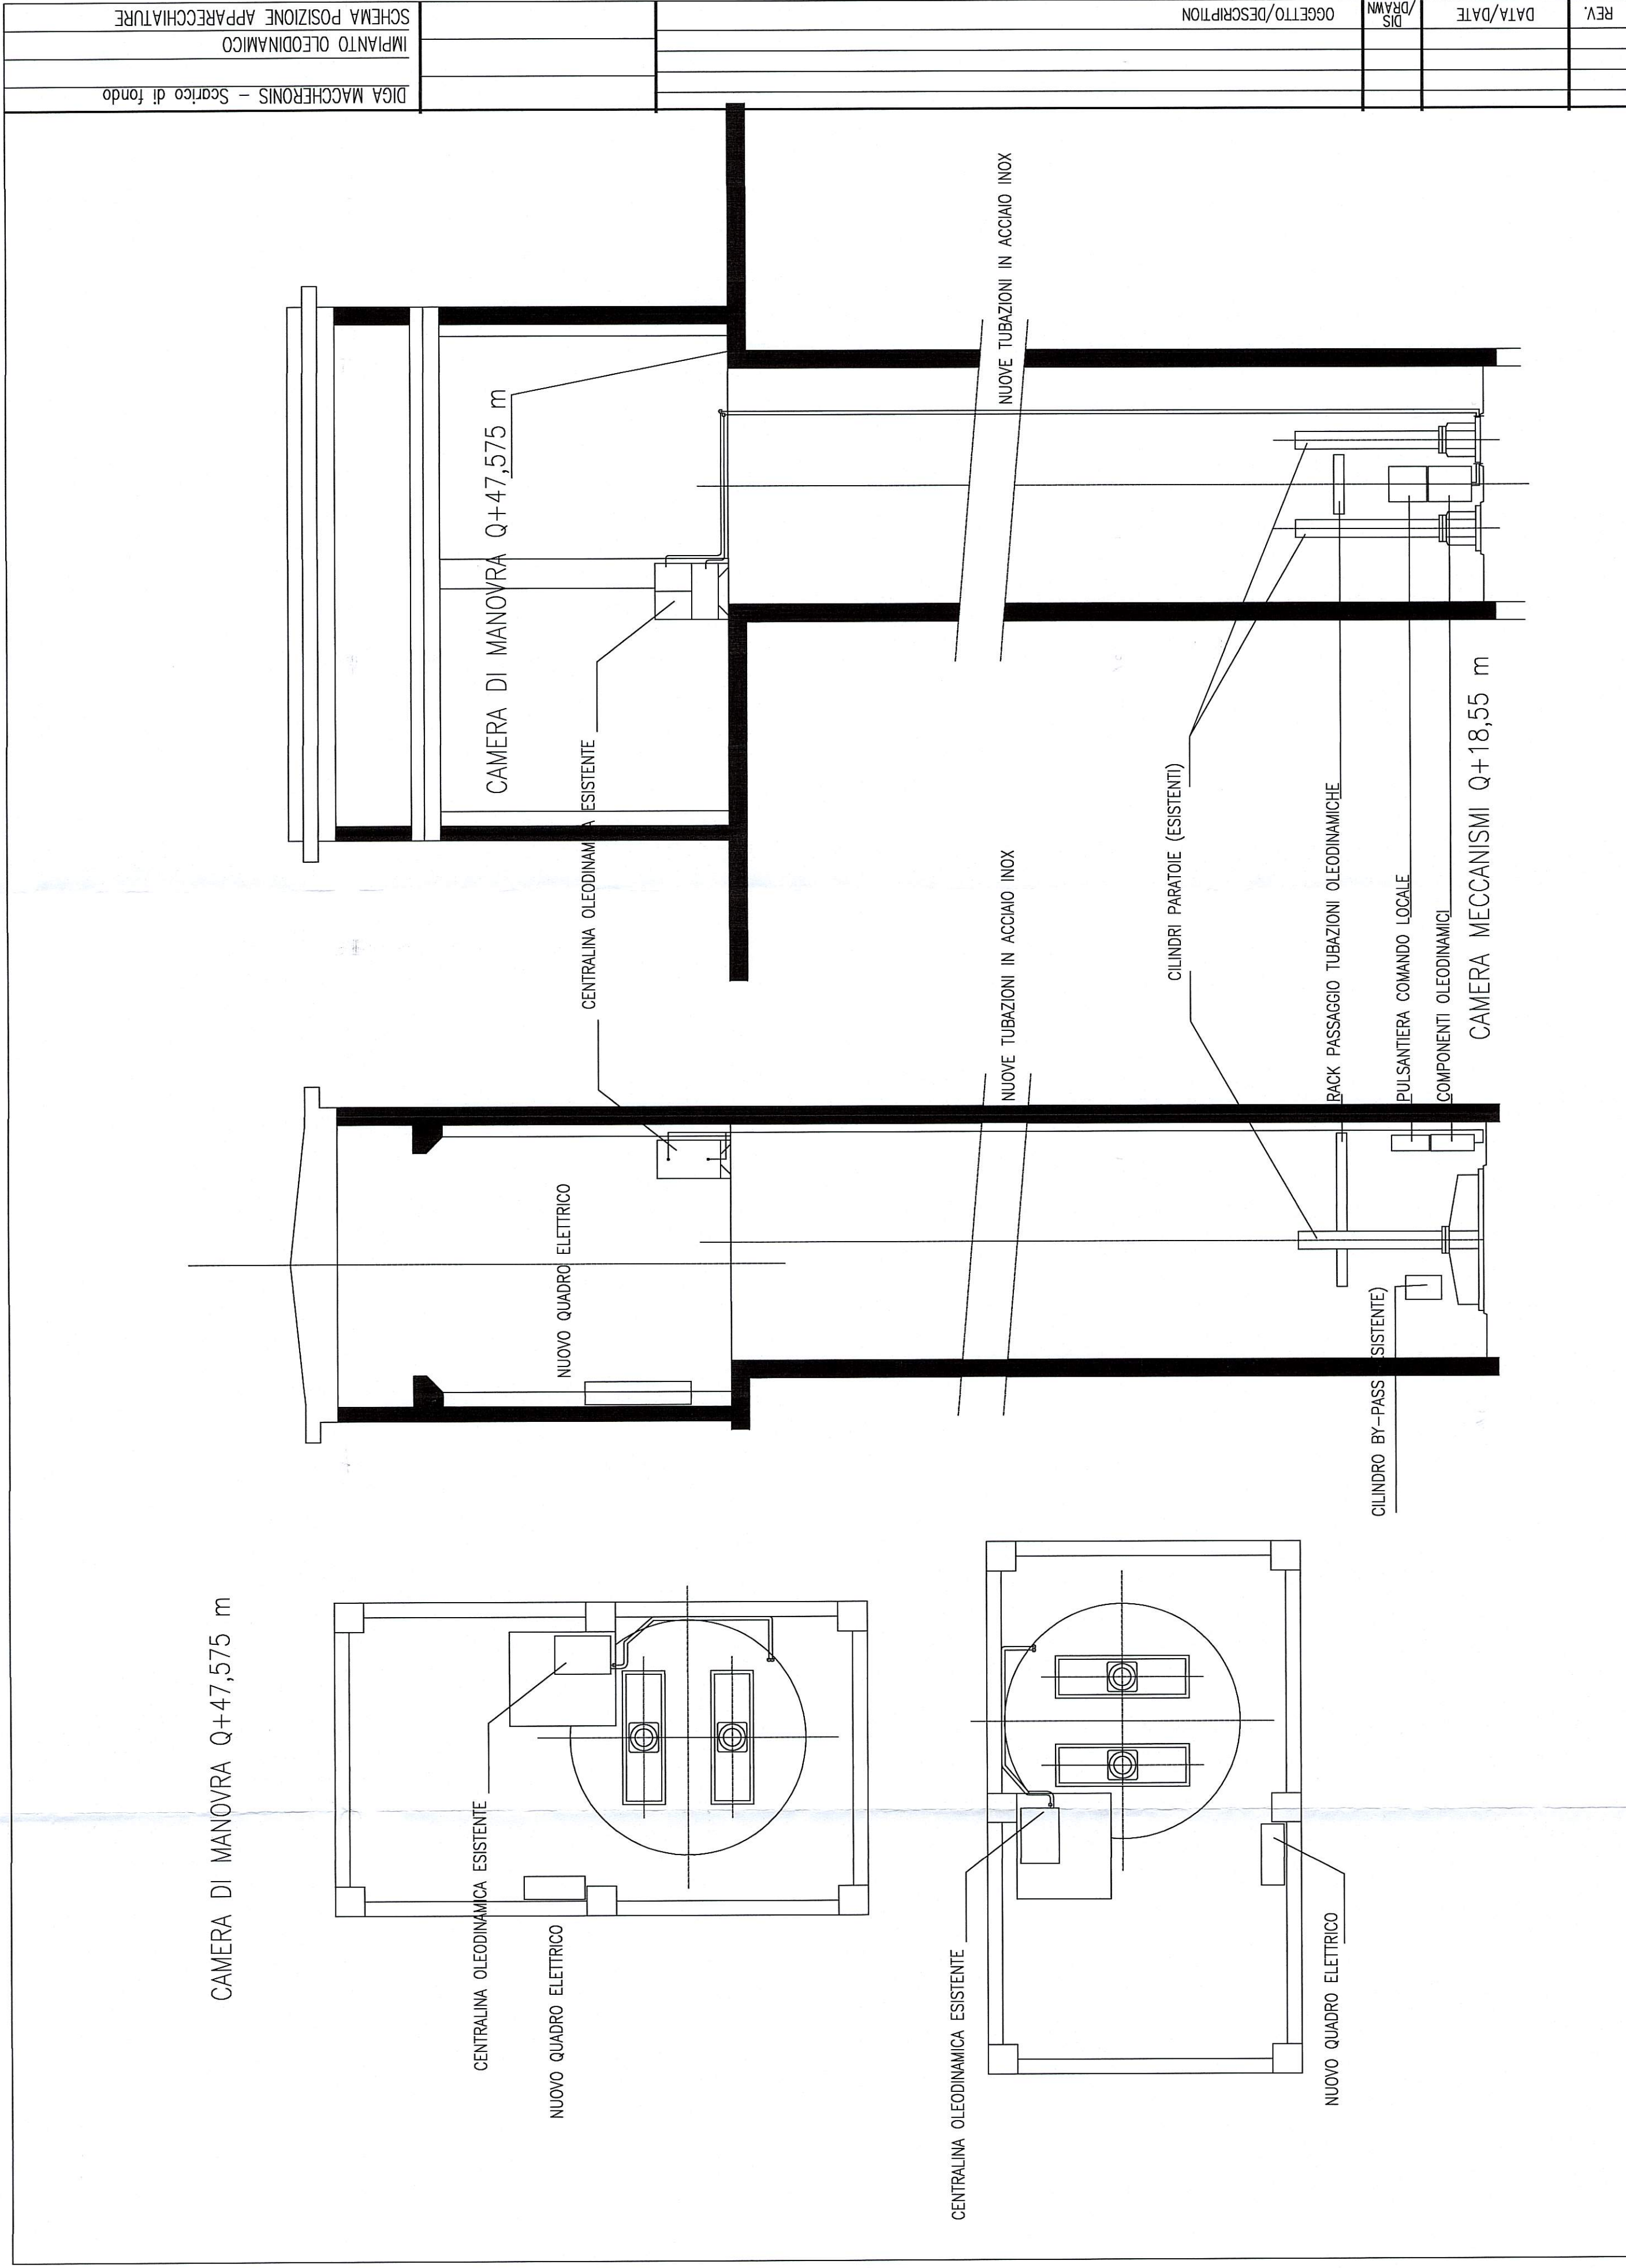 DIGA MACCHERONIS - Scarico di fondo
IMPIANTO OLEODINAMICO
SCHEMA POSIZIONE APPARECCHIATURE
REV.
DATA/DATE
DIS
/DRAWN
OGGETTO/DESCRIPTION
CAMERA DI MANOVRA Q+47,575 m
CENTRALINA OLEODINAMICA ESISTENTE
NUOVO QUADRO ELETTRICO
CENTRALINA OLEODINAMICA ESISTENTE
NUOVO QUADRO ELETTRICO
NUOVO QUADRO ELETTRICO
CENTRALINA OLEODINAMICA ESISTENTE
CAMERA DI MANOVRA Q+47,575 m
NUOVE TUBAZIONI IN ACCIAIO INOX
NUOVE TUBAZIONI IN ACCIAIO INOX
CILINDRI PARATOIE (ESISTENTI)
RACK PASSAGGIO TUBAZIONI OLEODINAMICHE
CILINDRO BY-PASS (ESISTENTE)
PULSANTIERA COMANDO LOCALE
COMPONENTI OLEODINAMICI
CAMERA MECCANISMI Q+18,55 m